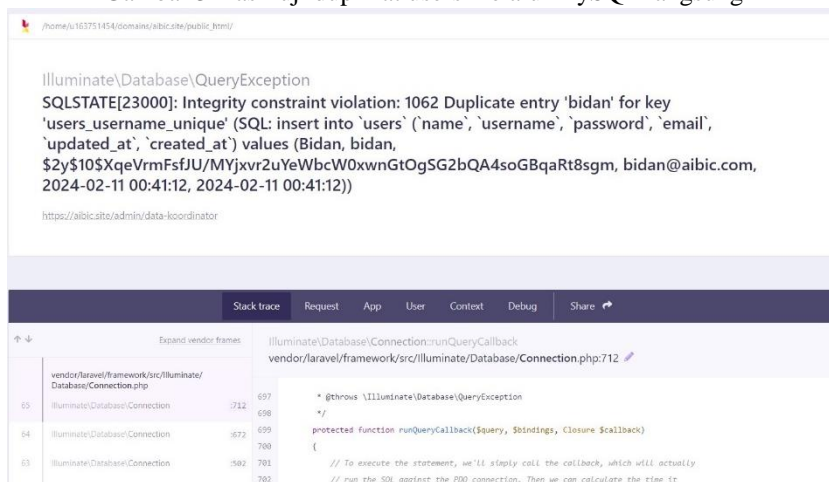 /home/u163751454/domains/aibic.site/public_html/
Illuminate\Database\QueryException
SQLSTATE[23000]: Integrity constraint violation: 1062 Duplicate entry 'bidan' for key
'users_username_unique' (SQL: insert into `users` (`name`, `username`, `password`, `email`,
`updated_at`, `created_at`) values (Bidan, bidan,
$2y$10$XqeVrmFsfJU/MYjxvr2uYeWbcW0xwnGtOgSG2bQA4soGBqaRt8sgm, bidan@aibic.com,
2024-02-11 00:41:12, 2024-02-11 00:41:12))
https://aibic.site/admin/data-koordinator
Stack trace Request App User Context Debug Share
Expand vendor frames
vendor/laravel/framework/src/Illuminate/
Database/Connection.php
65 Illuminate\Database\Connection :712
64 Illuminate\Database\Connection :672
63 Illuminate\Database\Connection :502
Illuminate\Database\Connection::runQueryCallback
vendor/laravel/framework/src/Illuminate/Database/Connection.php:712
697 * @throws \Illuminate\Database\QueryException
698 */
699 protected function runQueryCallback($query, $bindings, Closure $callback)
700 {
701 // To execute the statement, we'll simply call the callback, which will actually
702 // run the SQL against the PDO connection. Then we can calculate the time it